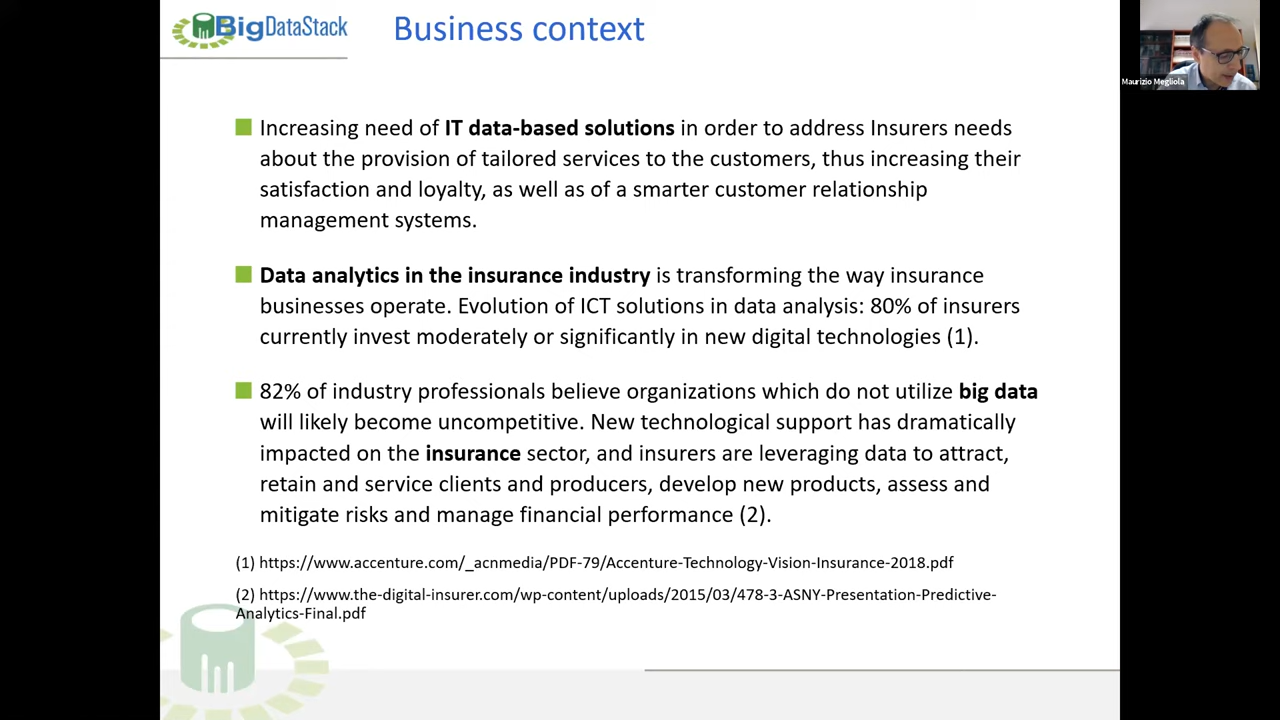 BigDataStack
Business context
Maurizio Megliola
Increasing need of IT data-based solutions in order to address Insurers needs
about the provision of tailored services to the customers, thus increasing their
satisfaction and loyalty, as well as of a smarter customer relationship
management systems.
Data analytics in the insurance industry is transforming the way insurance
businesses operate. Evolution of ICT solutions in data analysis: 80% of insurers
currently invest moderately or significantly in new digital technologies (1).
82% of industry professionals believe organizations which do not utilize big data
will likely become uncompetitive. New technological support has dramatically
impacted on the insurance sector, and insurers are leveraging data to attract,
retain and service clients and producers, develop new products, assess and
mitigate risks and manage financial performance (2).
(1) https://www.accenture.com/_acnmedia/PDF-79/Accenture-Technology-Vision-Insurance-2018.pdf
(2) https://www.the-digital-insurer.com/wp-content/uploads/2015/03/478-3-ASNY-Presentation-Predictive-
Analytics-Final.pdf